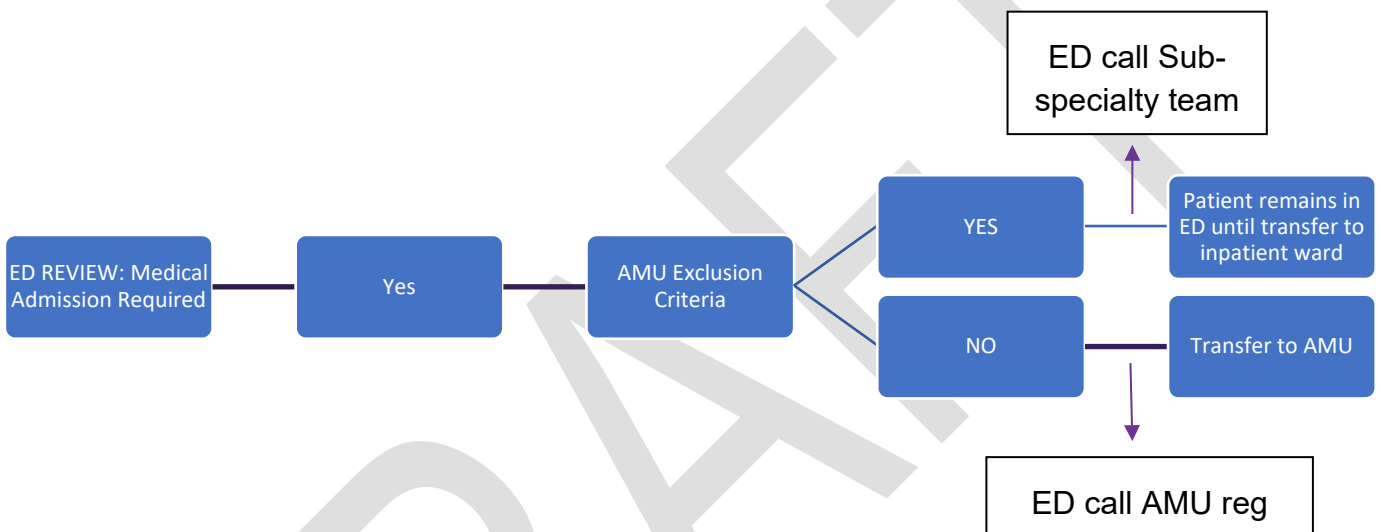 ED call Sub-
specialty team
ED REVIEW: Medical
Admission Required
Yes
AMU Exclusion
Criteria
YES
Patient remains in
ED until transfer to
inpatient ward
NO
Transfer to AMU
ED call AMU reg